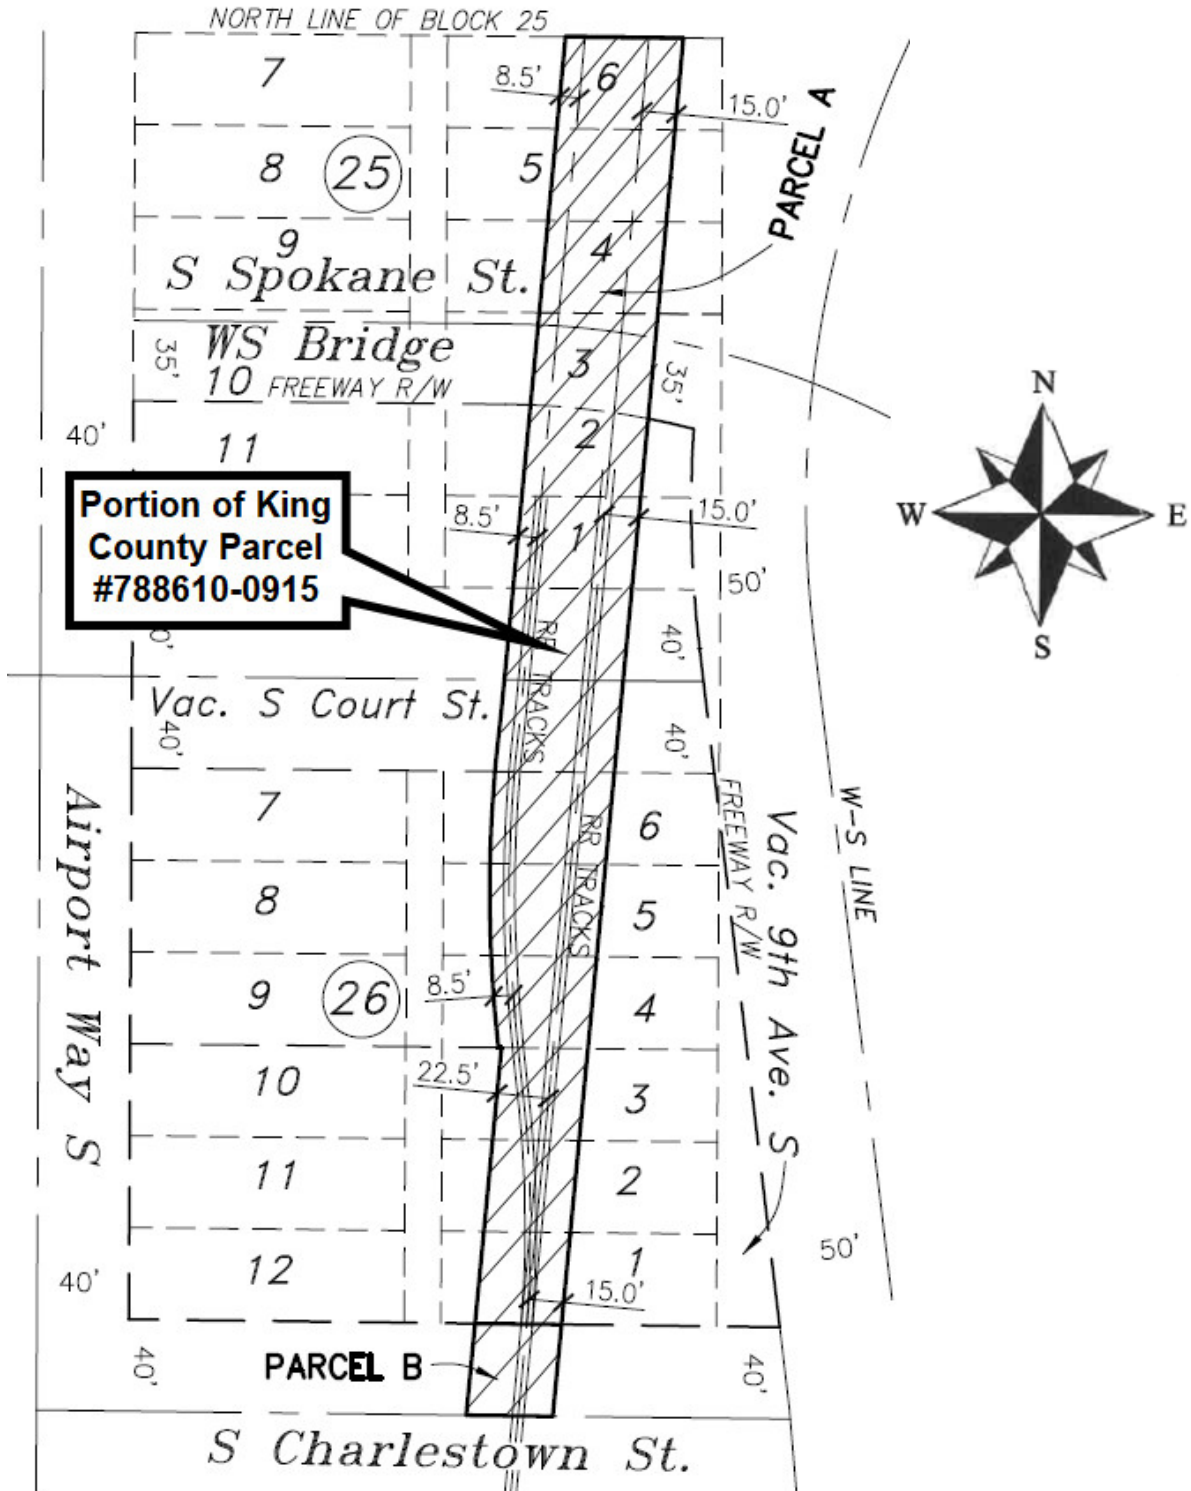 NORTH LINE OF BLOCK 25
7
8.5'
6
15.0'
PARCEL A
8
25
5
9
4
S Spokane St.
35'
WS Bridge
3
35'
10 FREEWAY R/W
N
40'
11
2
W
E
S
Portion of King
County Parcel
#788610-0915
8.5'
1
15.0'
50'
40'
RR TRACKS
Vac. S Court St.
40'
40'
Airport Way S
7
RR TRACKS
6
FREEWAY R/W
Vac. 9th Ave. S
W-S LINE
8
5
9
26
8.5'
4
10
22.5'
3
11
2
12
1
40'
15.0'
50'
40'
PARCEL B
40'
S Charlestown St.